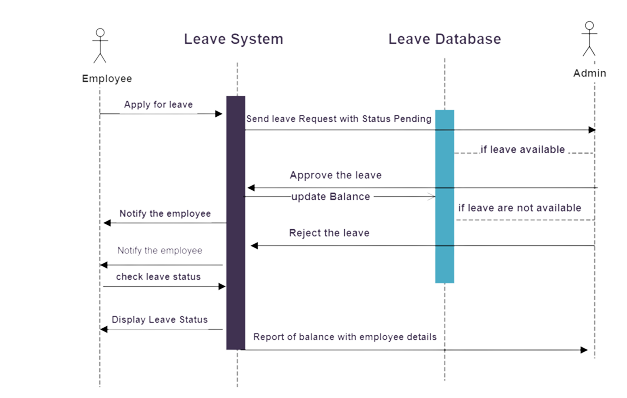 Leave System
Leave Database
Employee
Admin
Apply for leave
Send leave Request with Status Pending
if leave available
Approve the leave
update Balance
if leave are not available
Notify the employee
Reject the leave
Notify the employee
check leave status
Display Leave Status
Report of balance with employee details